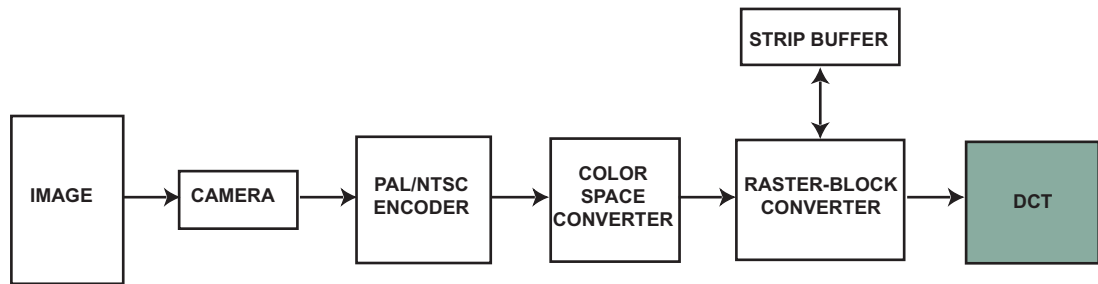 STRIP BUFFER
IMAGE
CAMERA
PAL/NTSC
ENCODER
COLOR
SPACE
CONVERTER
RASTER-BLOCK
CONVERTER
DCT